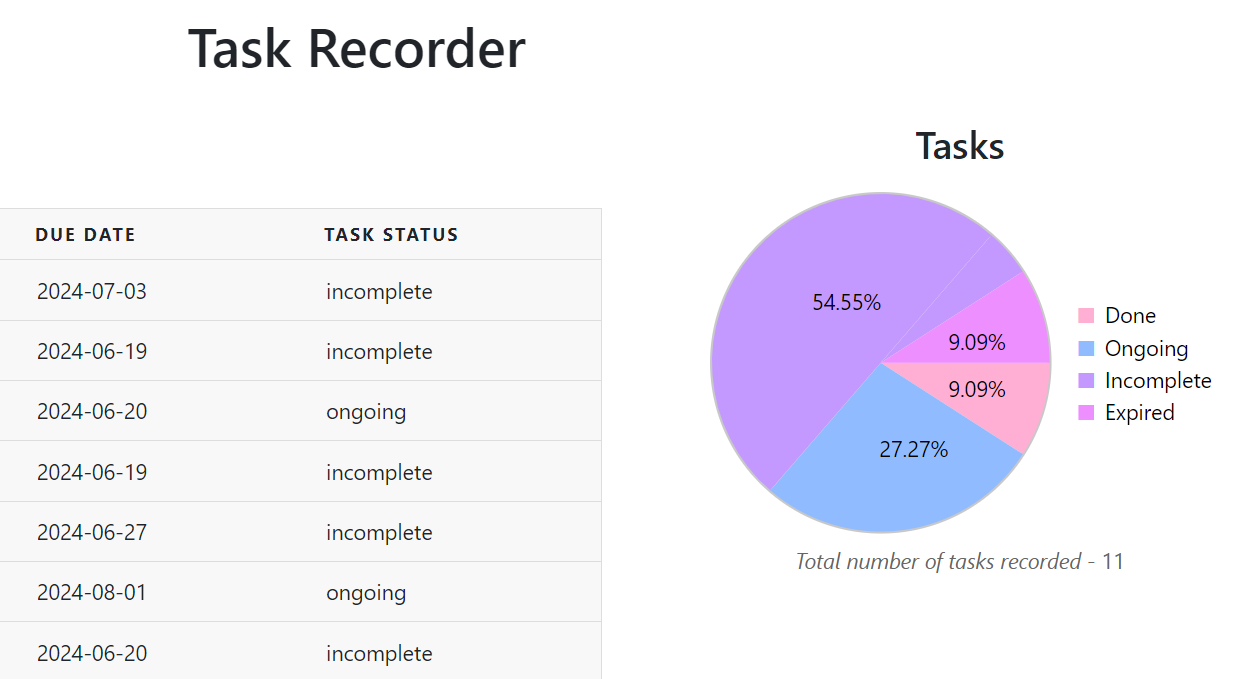 Task Recorder
DUE DATE TASK STATUS
2024-07-03 incomplete
2024-06-19 incomplete
2024-06-20 ongoing
2024-06-19 incomplete
2024-06-27 incomplete
2024-08-01 ongoing
2024-06-20 incomplete
Tasks
54.55%
9.09%
9.09%
27.27%
Done
Ongoing
Incomplete
Expired
Total number of tasks recorded - 11